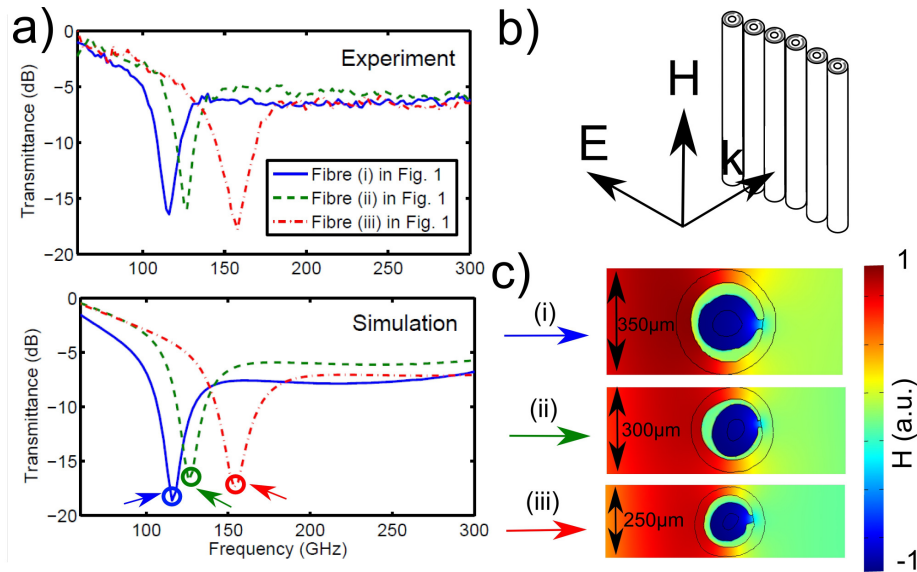 a)
Transmittance (dB)
0
−5
−10
−15
−20
Experiment
Fibre (i) in Fig. 1
Fibre (ii) in Fig. 1
Fibre (iii) in Fig. 1
100 150 200 250 300
Transmittance (dB)
0
−5
−10
−15
−20
Simulation
100 150 200 250 300
Frequency (GHz)
b)
H
E
k
c)
(i)
350µm
(ii)
300µm
(iii)
250µm
1
H (a.u.)
-1